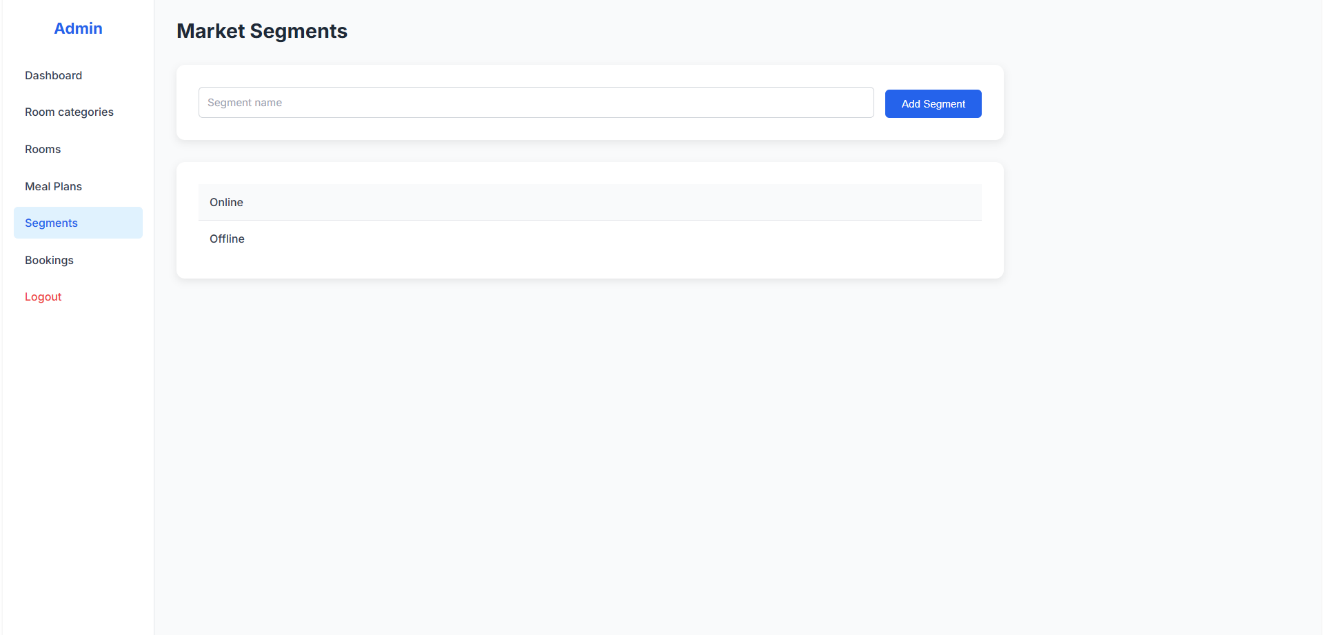 Admin
Dashboard
Room categories
Rooms
Meal Plans
Segments
Bookings
Logout
Market Segments
Segment name
Add Segment
Online
Offline